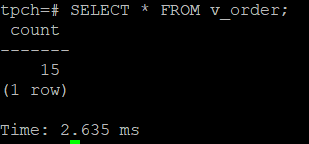 tpch=# SELECT * FROM v_order;
count
-------
15
(1 row)
Time: 2.635 ms